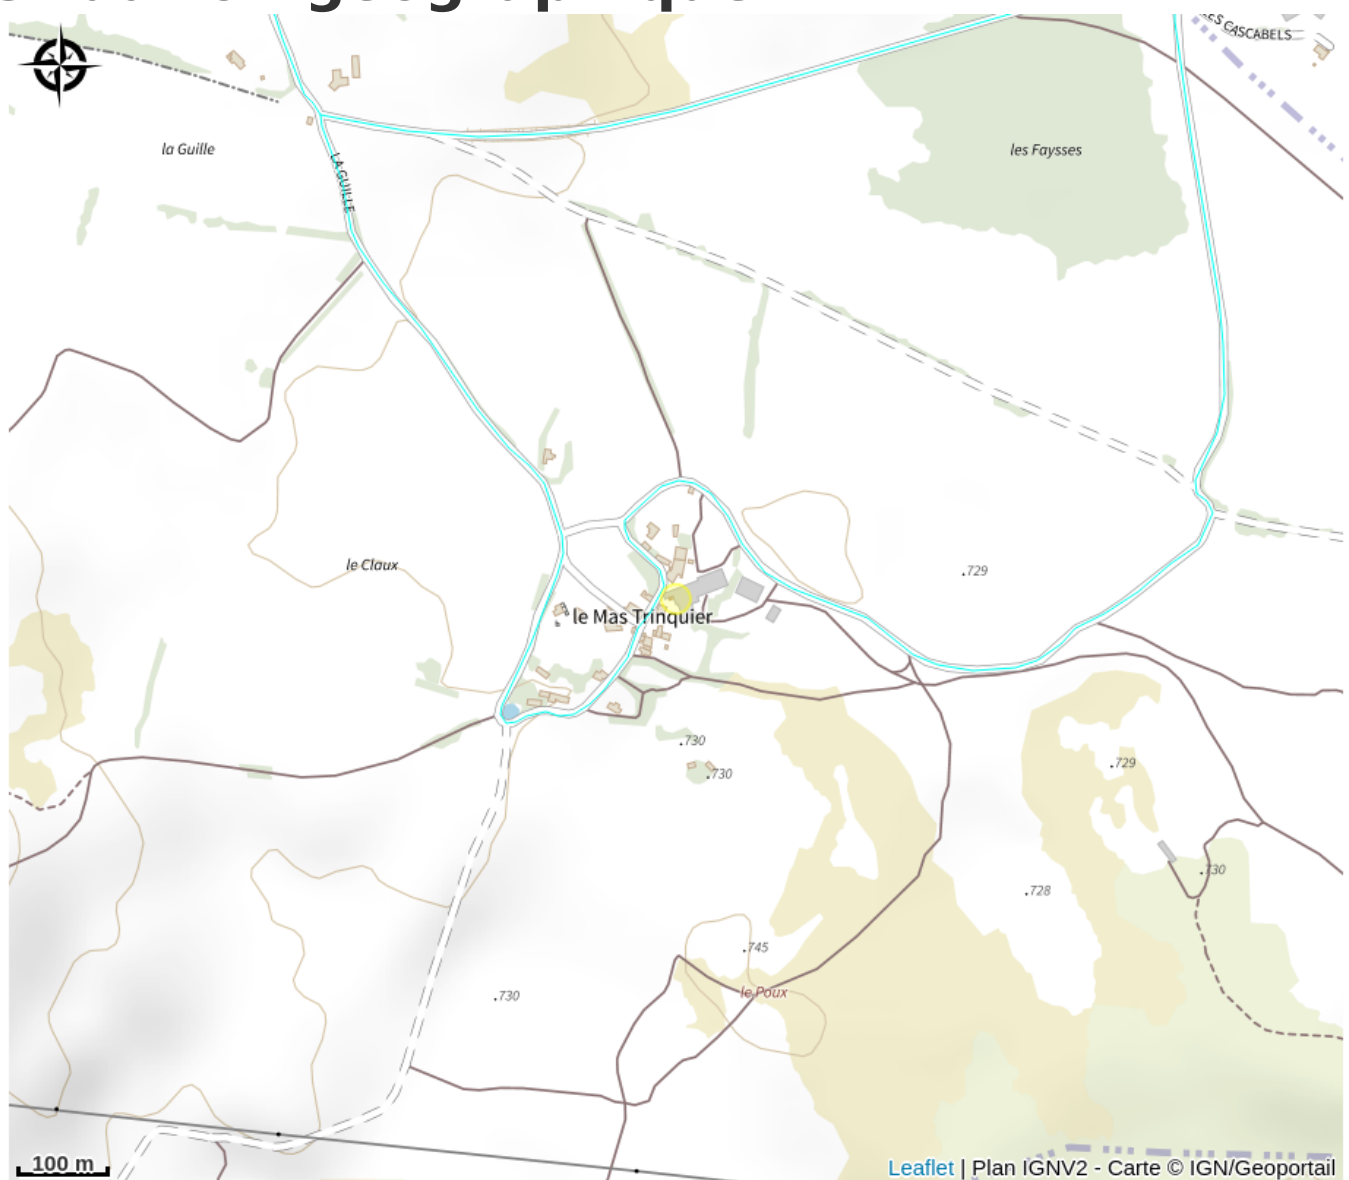 LES CASCABELS
la Guille
les Faysses
LA GUILLE
le Claux
.729
le Mas Trinquier
.730
.730
.729
.730
.728
.745
le Poux
.730
100 m
Leaflet | Plan IGNV2 - Carte © IGN/Geoportail